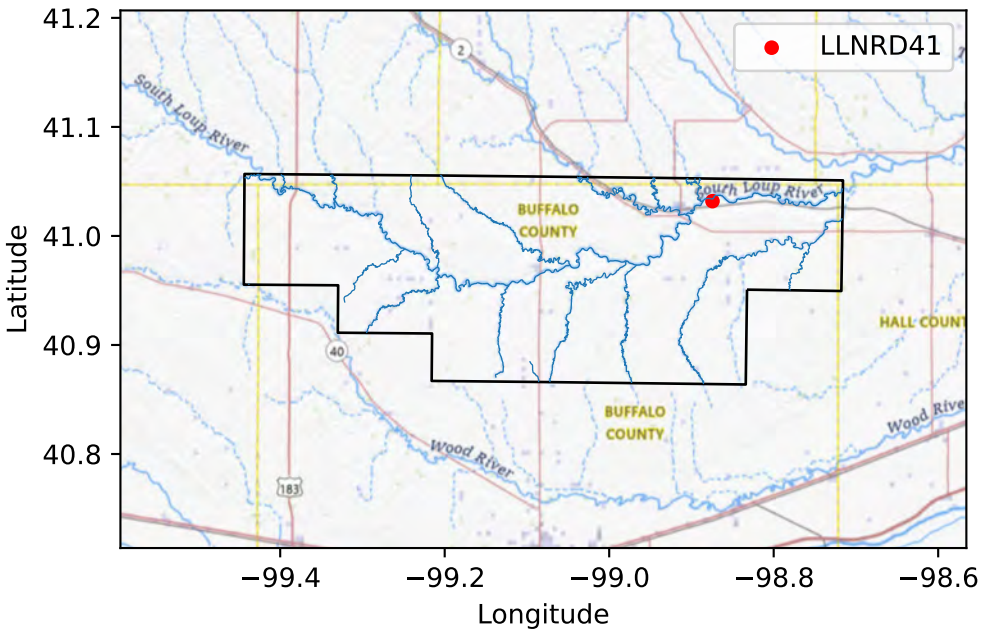 41.2
41.1
41.0
40.9
40.8
Latitude
−99.4
−99.2
−99.0
−98.8
−98.6
Longitude
LLNRD41
2
South Loup River
South Loup River
BUFFALO
COUNTY
HALL COUNT
40
BUFFALO
COUNTY
Wood River
Wood Rive
183